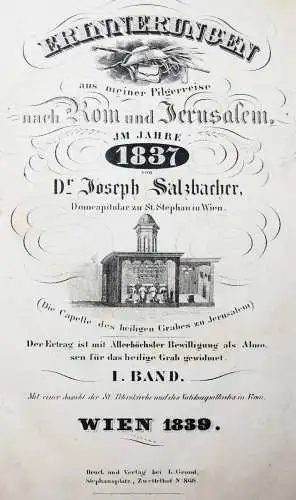 ERINNERUNGEN
aus meiner Pilgerreise
nach Rom und Jerusalem,
JM JAHRE
1837
von
Dr. Joseph Salzbacher,
Domcapitular zu St. Stephan in Wien.
(Die Capelle des heiligen Grabes zu Jerusalem)
Der Ertrag ist mit Allerhöchster Bewilligung als Almo-
sen für das heilige Grab gewidmet.
I. BAND.
Mit einer Ansicht der St. Peterskirche und des Vatikanpallastes in Rom.
WIEN 1839.
Druck und Verlag bei L. Grund,
Stephansplatz, Zwettelhof No 868.